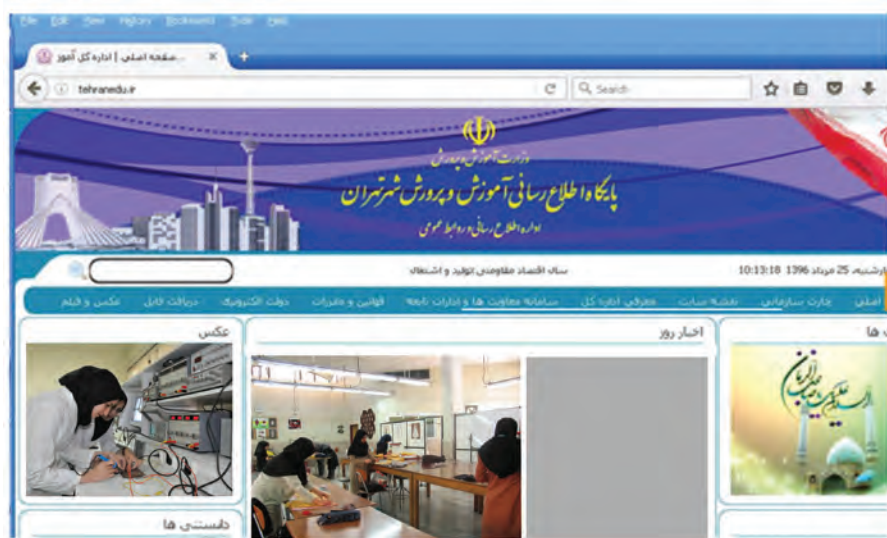 File Edit View History Bookmarks Tools Help
صفحه اصلی | اداره کل آموز...
tehranedu.ir
Search
وزارت آموزش و پرورش
پایگاه اطلاع رسانی آموزش و پرورش شهر تهران
اداره اطلاع رسانی و روابط عمومی
25 مرداد 1396 10:13:18
سال اقتصاد مقاومتی تولید و اشتغال
اصلی چارت سازمانی نقشه سایت معرفی اداره کل سامانه معاونت ها و ادارات تابعه قوانین و مقررات دولت الکترونیک دریافت فایل عکس و فیلم
ها
اخبار روز
عکس
دانستنی ها